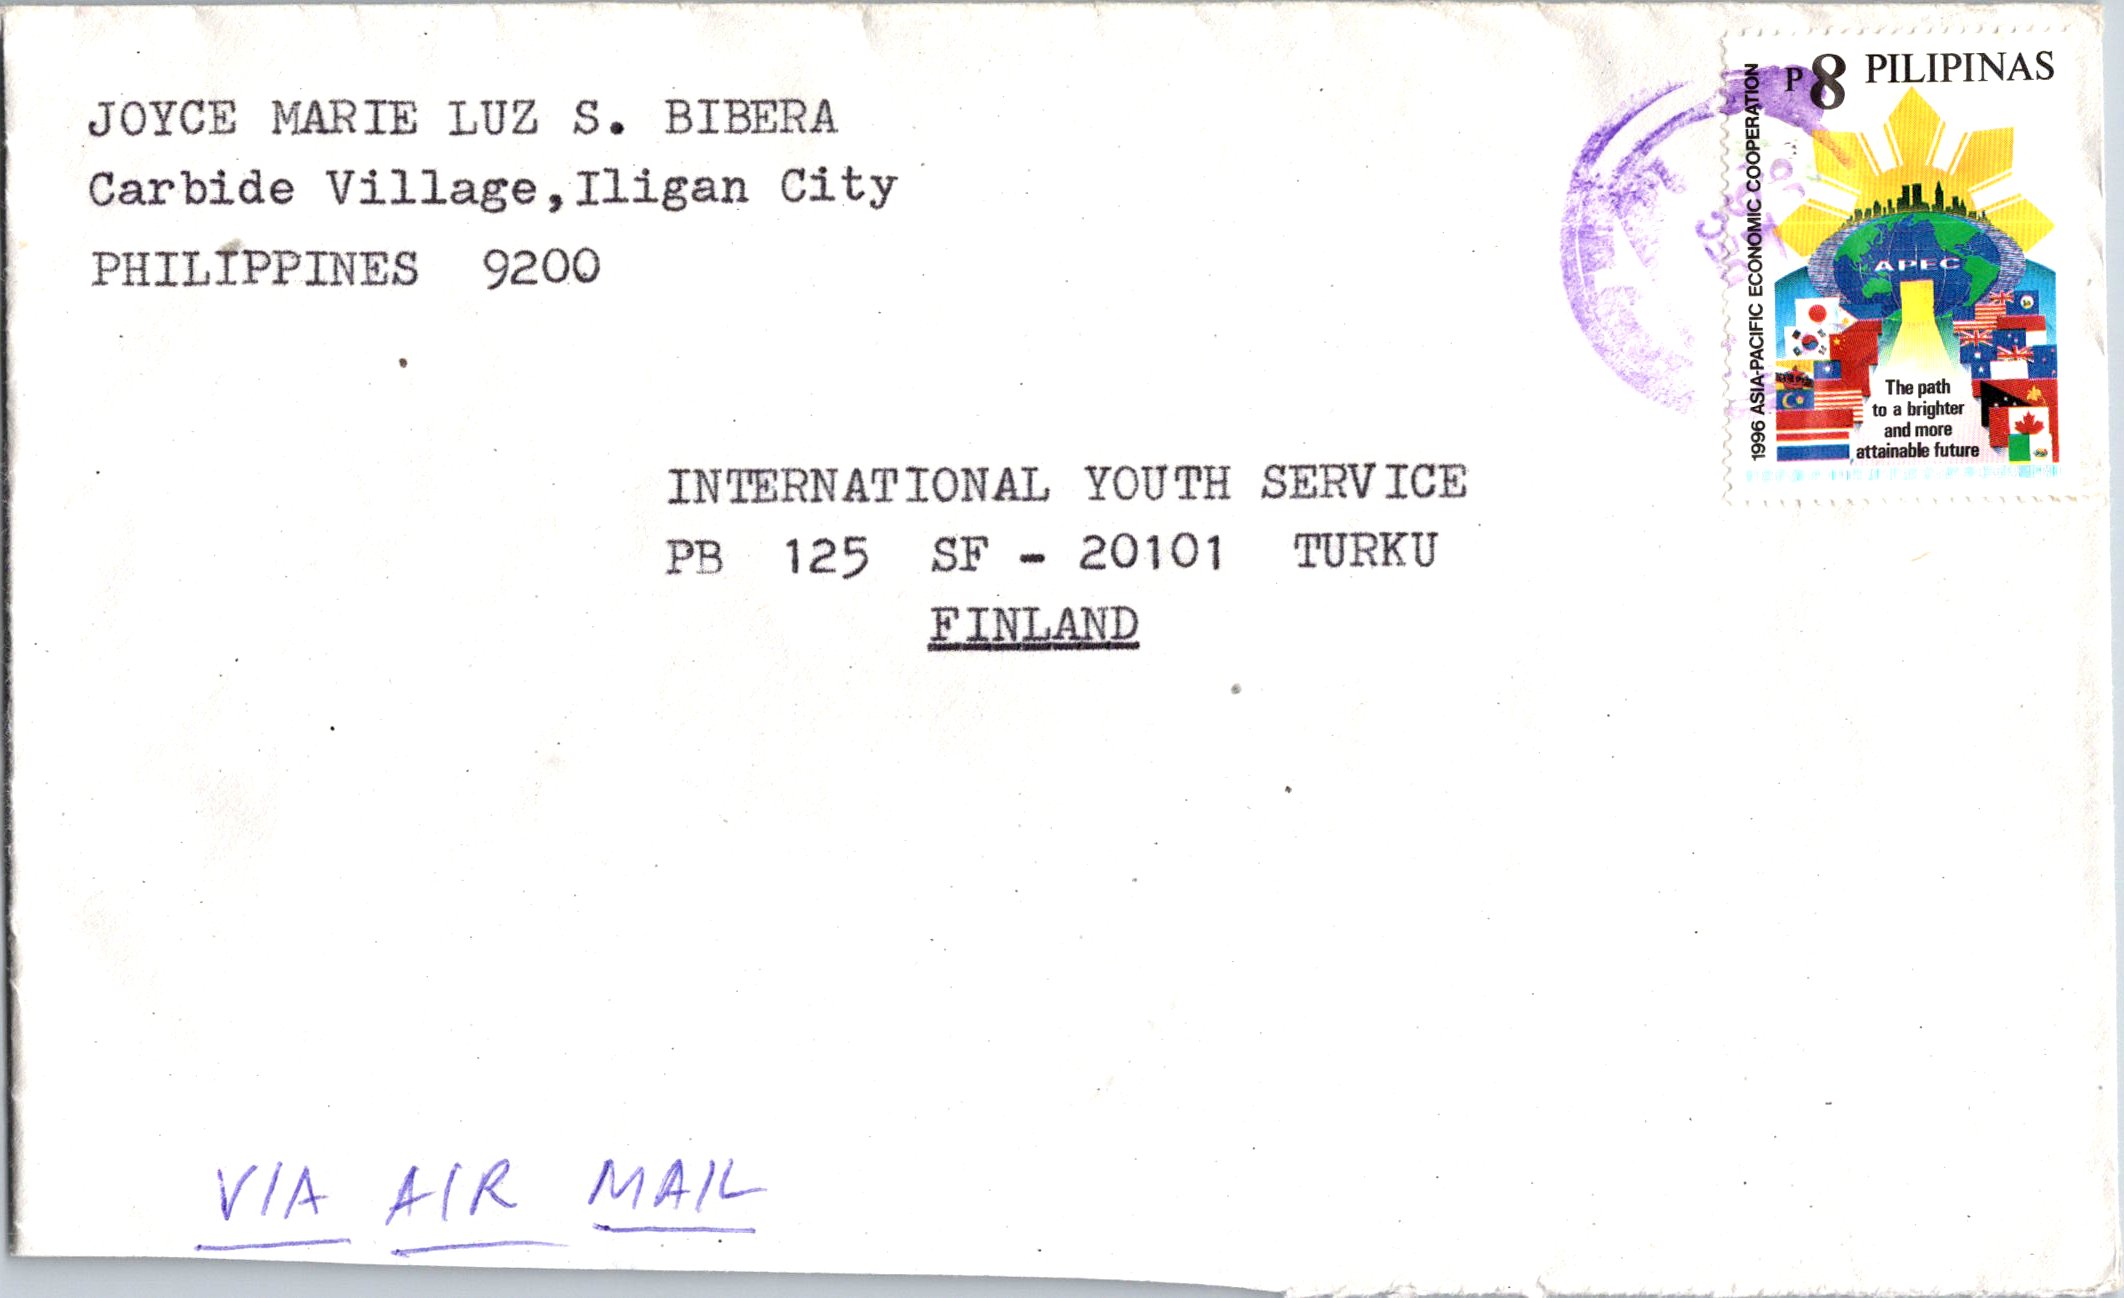 JOYCE MARIE LUZ S. BIBERA
Carbide Village,Iligan City
PHILIPPINES 9200
P8 PILIPINAS
1996 ASIA-PACIFIC ECONOMIC COOPERATION
APEC
The path
to a brighter
and more
attainable future
INTERNATIONAL YOUTH SERVICE
PB 125 SF - 20101 TURKU
FINLAND
VIA AIR MAIL